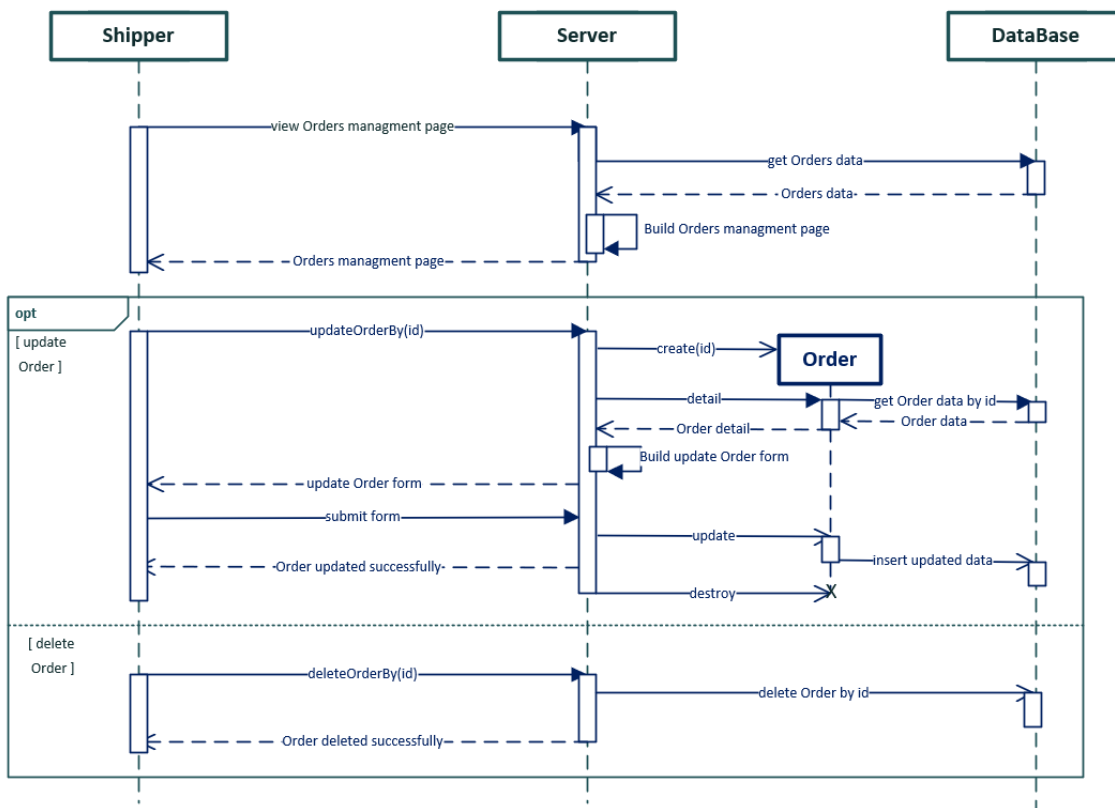 Shipper
Server
DataBase
view Orders managment page
get Orders data
Orders data
Build Orders managment page
Orders managment page
opt
[ update
Order ]
updateOrderBy(id)
create(id)
Order
detail
get Order data by id
Order data
Order detail
Build update Order form
update Order form
submit form
update
insert updated data
Order updated successfully
destroy
X
[ delete
Order ]
deleteOrderBy(id)
delete Order by id
Order deleted successfully